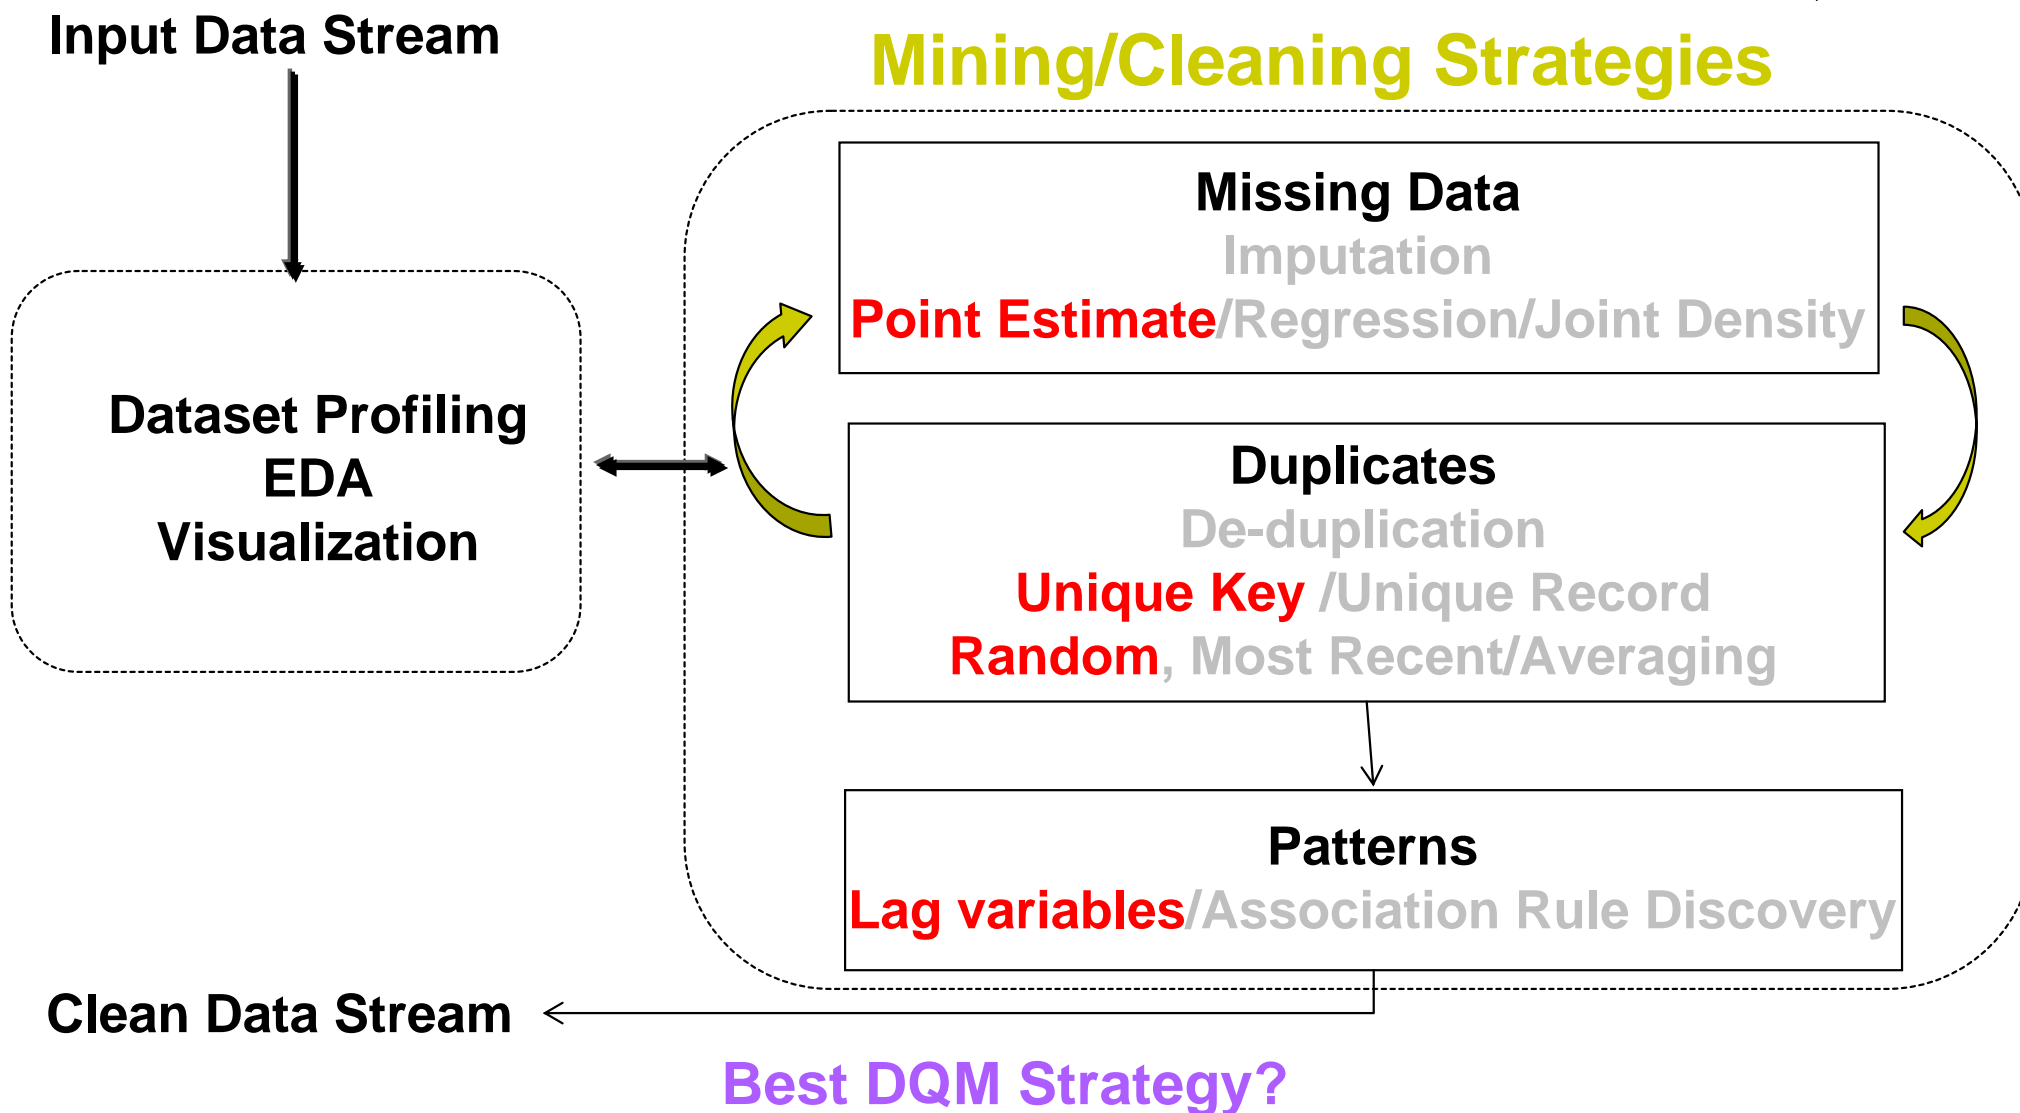 Input Data Stream
Mining/Cleaning Strategies
Missing Data
Imputation
Point Estimate/Regression/Joint Density
Dataset Profiling
EDA
Visualization
Duplicates
De-duplication
Unique Key /Unique Record
Random, Most Recent/Averaging
Patterns
Lag variables/Association Rule Discovery
Clean Data Stream
Best DQM Strategy?